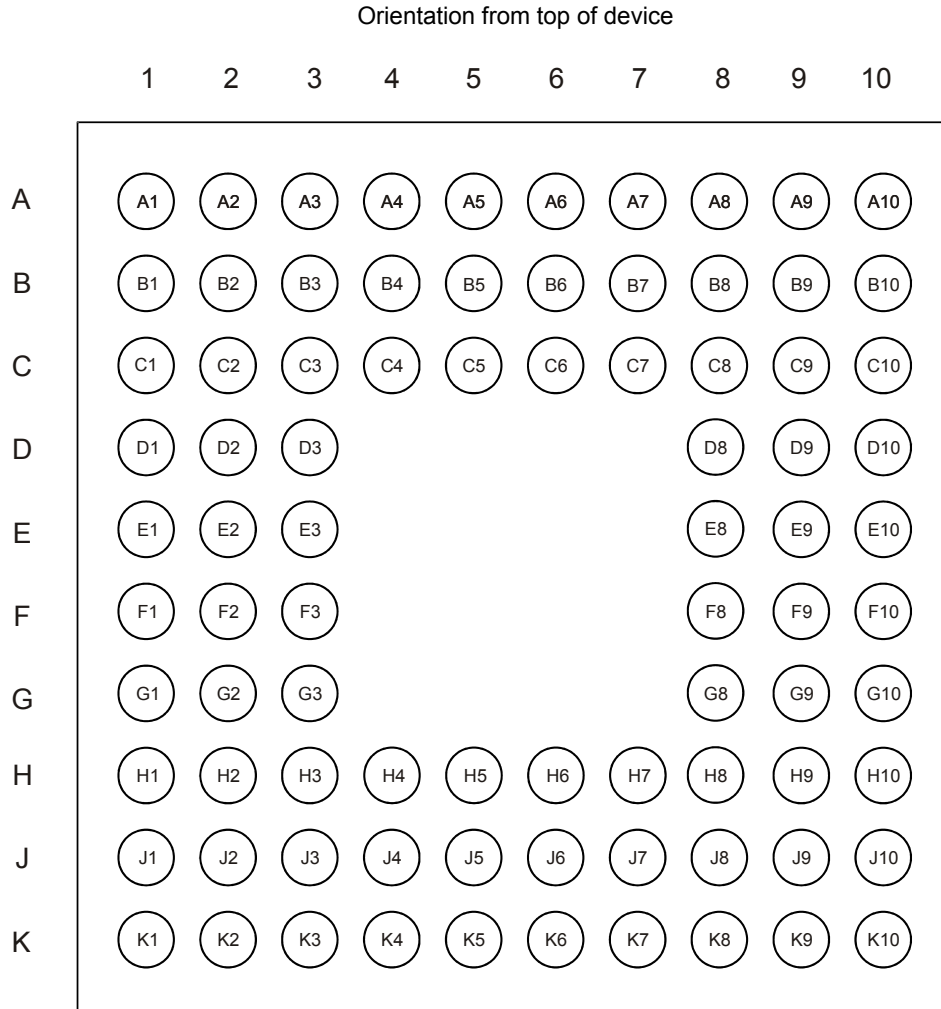 Orientation from top of device
1 2 3 4 5 6 7 8 9 10
A A1 A2 A3 A4 A5 A6 A7 A8 A9 A10
B B1 B2 B3 B4 B5 B6 B7 B8 B9 B10
C C1 C2 C3 C4 C5 C6 C7 C8 C9 C10
D D1 D2 D3 D8 D9 D10
E E1 E2 E3 E8 E9 E10
F F1 F2 F3 F8 F9 F10
G G1 G2 G3 G8 G9 G10
H H1 H2 H3 H4 H5 H6 H7 H8 H9 H10
J J1 J2 J3 J4 J5 J6 J7 J8 J9 J10
K K1 K2 K3 K4 K5 K6 K7 K8 K9 K10